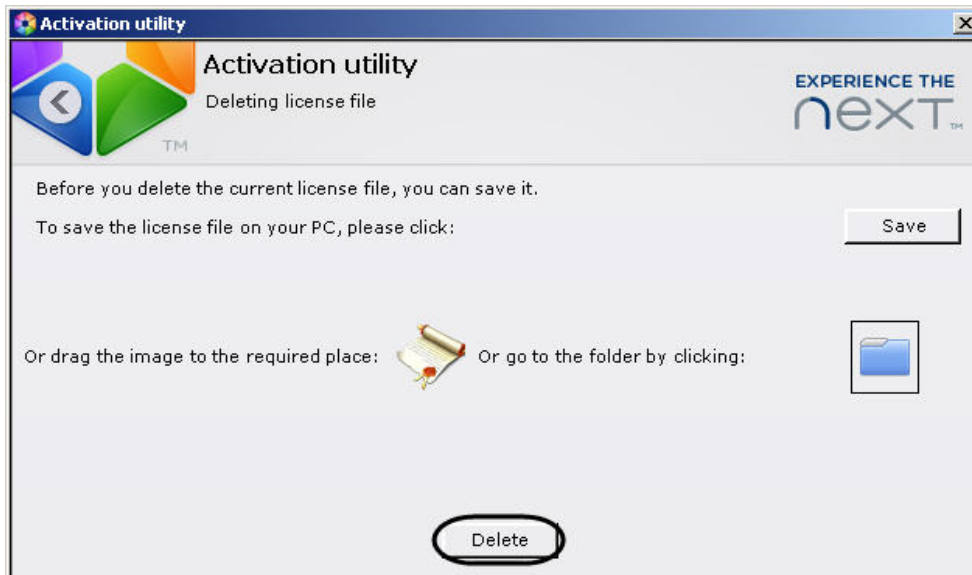 Activation utility
Activation utility
Deleting license file
EXPERIENCE THE
next™
TM
Before you delete the current license file, you can save it.
To save the license file on your PC, please click:
Save
Or drag the image to the required place:
Or go to the folder by clicking:
Delete